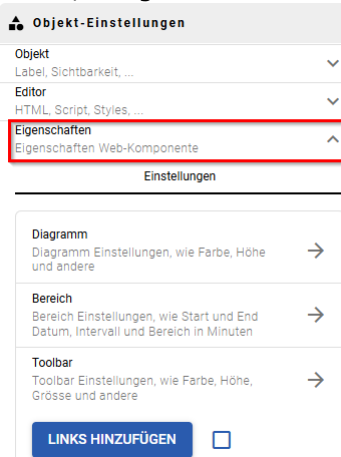 Objekt-Einstellungen
Objekt
Label, Sichtbarkeit, ...
Editor
HTML, Script, Styles, ...
Eigenschaften
Eigenschaften Web-Komponente
Einstellungen
Diagramm
Diagramm Einstellungen, wie Farbe, Höhe
und andere
Bereich
Bereich Einstellungen, wie Start und End
Datum, Intervall und Bereich in Minuten
Toolbar
Toolbar Einstellungen, wie Farbe, Höhe,
Grösse und andere
LINKS HINZUFÜGEN